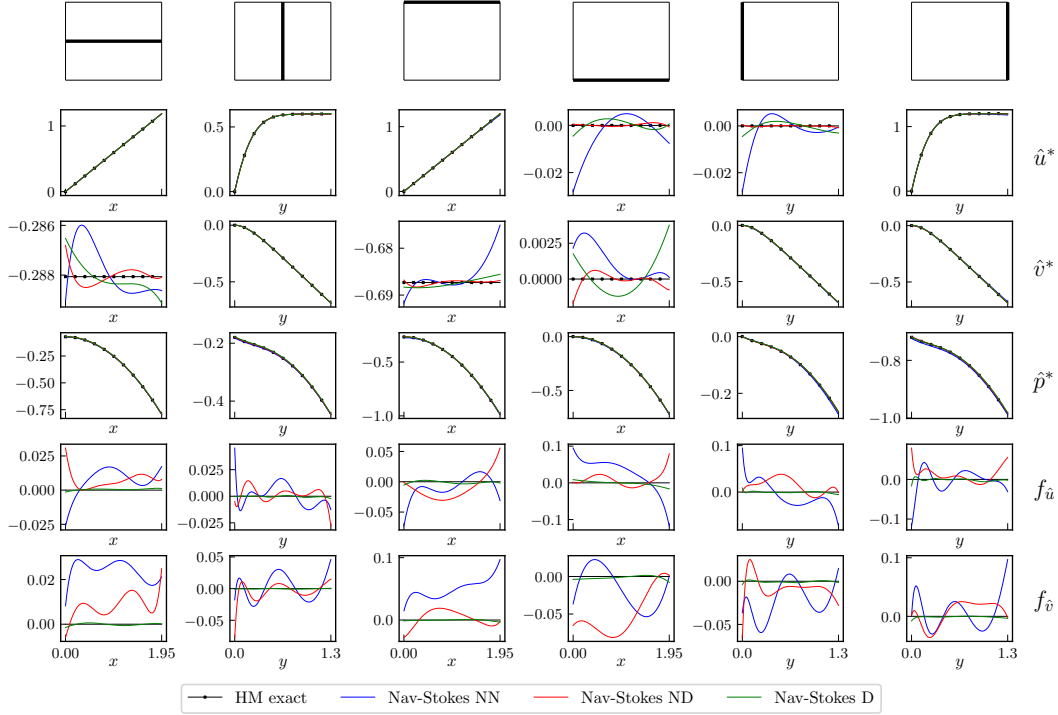 1
0
x
0.5
0.0
y
1
0
x
0.00
−0.02
x
0.00
−0.02
y
1
0
y
û*
−0.286
−0.288
x
0.0
−0.5
y
−0.68
−0.69
x
0.0025
0.0000
x
0.0
−0.5
y
0.0
−0.5
y
v̂*
−0.25
−0.50
−0.75
x
−0.2
−0.4
y
−0.5
−1.0
x
0.0
−0.5
x
0.0
−0.2
y
−0.8
−1.0
y
p̂*
0.025
0.000
−0.025
x
0.025
0.000
−0.025
y
0.05
0.00
−0.05
x
0.1
0.0
−0.1
x
0.1
0.0
y
0.1
0.0
−0.1
y
f_û
0.02
0.00
0.00
1.95
x
0.05
0.00
−0.05
0.0
1.3
y
0.1
0.0
0.00
1.95
x
0.00
−0.05
0.00
1.95
x
0.00
−0.05
0.0
1.3
y
0.1
0.0
0.0
1.3
y
f_v̂
HM exact Nav-Stokes NN Nav-Stokes ND Nav-Stokes D